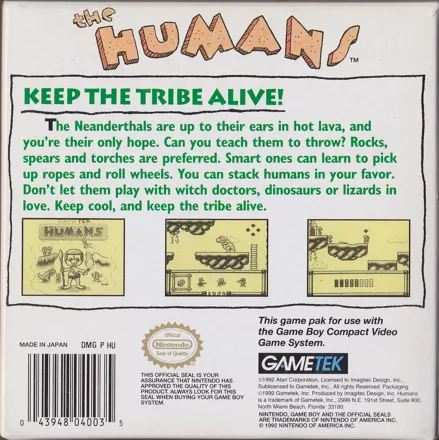 the
HUMANS™
KEEP THE TRIBE ALIVE!
The Neanderthals are up to their ears in hot lava, and
you're their only hope. Can you teach them to throw? Rocks,
spears and torches are preferred. Smart ones can learn to pick
up ropes and roll wheels. You can stack humans in your favor.
Don't let them play with witch doctors, dinosaurs or lizards in
love. Keep cool, and keep the tribe alive.
HUMANS
MADE IN JAPAN
DMG P HU
Official
Nintendo
Seal of Quality
THIS OFFICIAL SEAL IS YOUR
ASSURANCE THAT NINTENDO HAS
APPROVED THE QUALITY OF THIS
PRODUCT. ALWAYS LOOK FOR THIS
SEAL WHEN BUYING YOUR GAME BOY
SYSTEM.
This game pak for use with
the Game Boy Compact Video
Game System.
GAMETEK
©1992 Atari Corporation, Licensed to Imagitec Design, Inc.
Sublicensed to Gametek, Inc. All rights Reserved. Packaging
©1992 Gametek, Inc. Produced by Imagitec Design, Inc. Humans
is a trademark of Gametek, Inc., 2999 N.E. 191st Street, Suite 800,
North Miami Beach, Florida 33180
NINTENDO, GAME BOY AND THE OFFICIAL SEALS
ARE TRADEMARKS OF NINTENDO OF AMERICA INC.
© 1992 NINTENDO OF AMERICA INC.
0 43948 04003 5